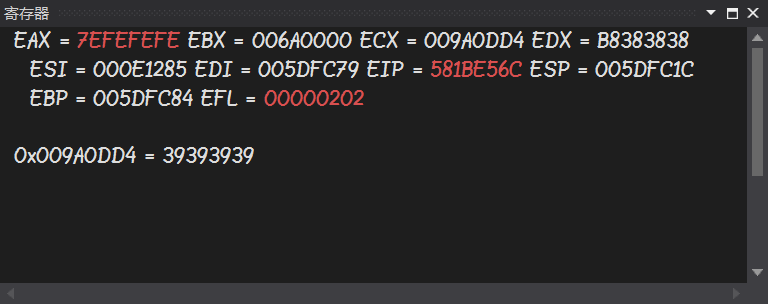 寄存器
EAX = 7EFEFEFE EBX = 006A0000 ECX = 009A0DD4 EDX = B8383838
ESI = 000E1285 EDI = 005DFC79 EIP = 581BE56C ESP = 005DFC1C
EBP = 005DFC84 EFL = 00000202
0x009A0DD4 = 39393939